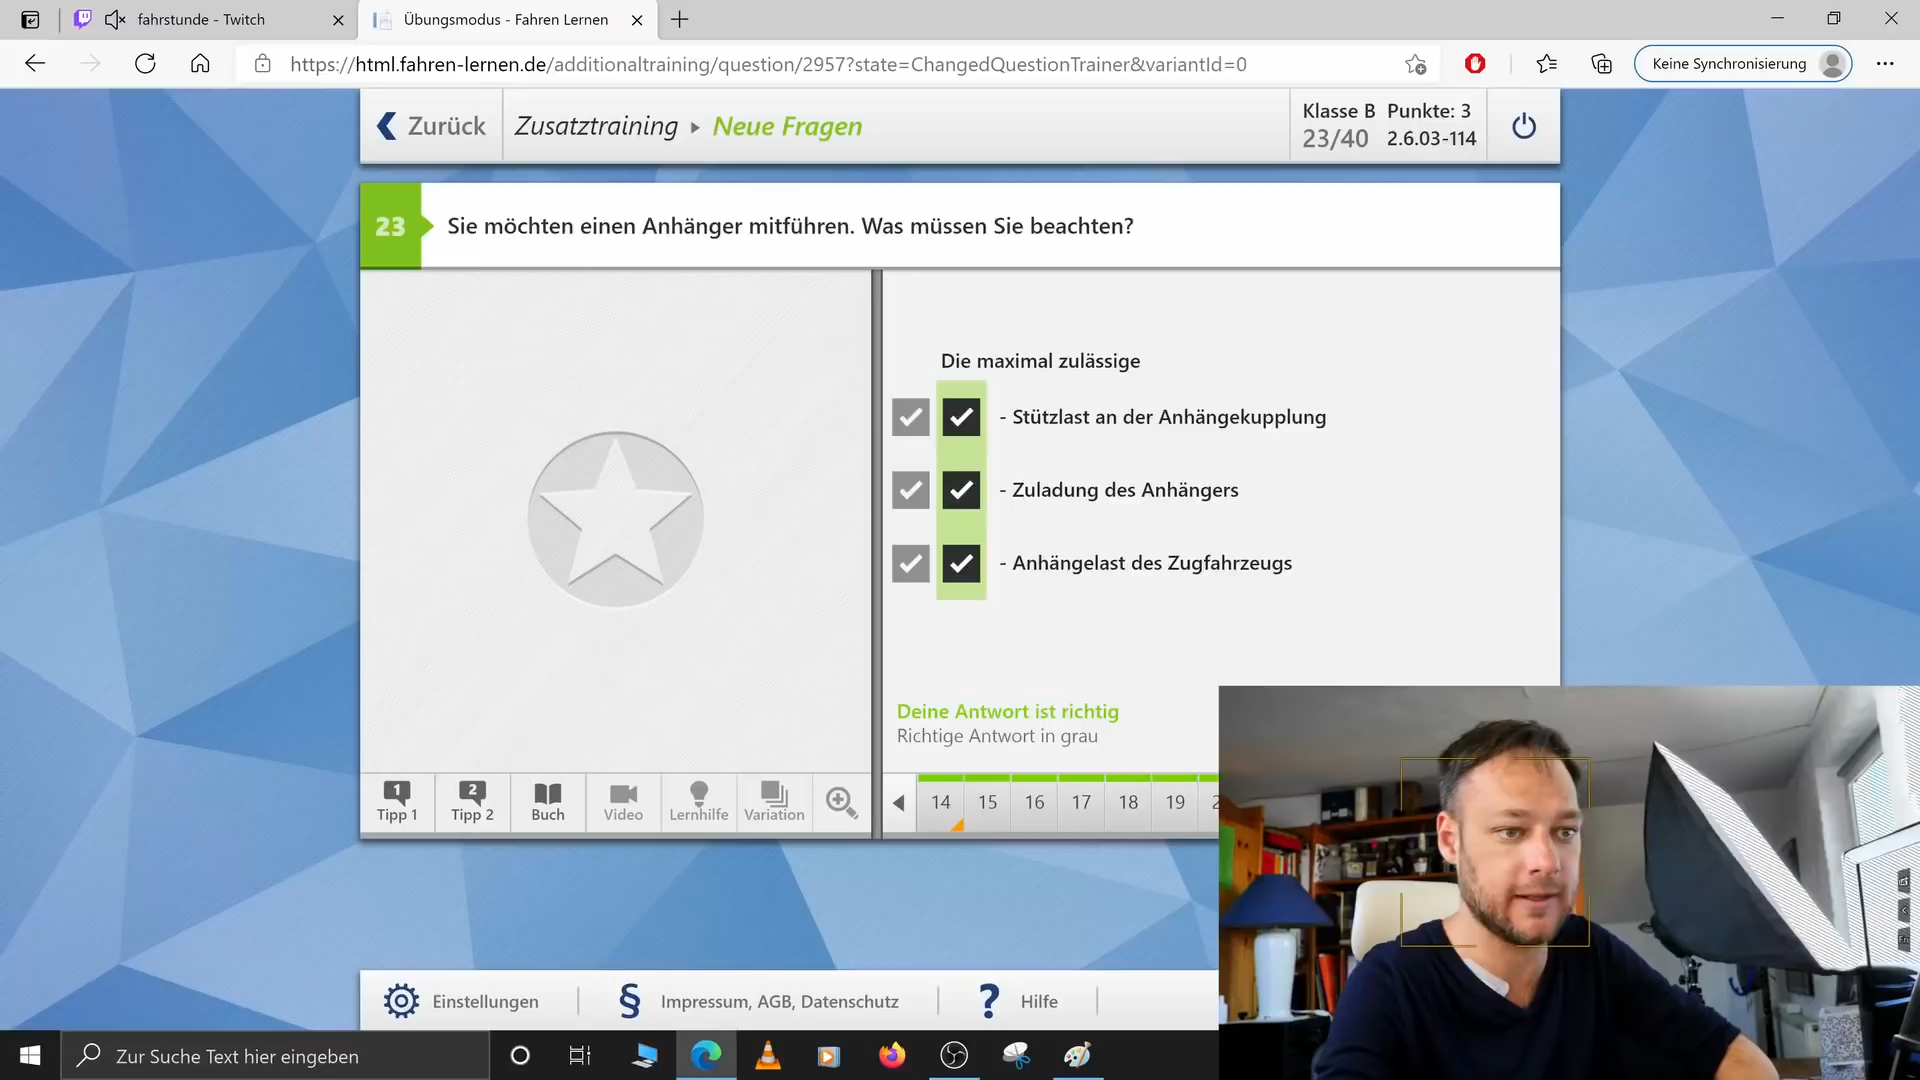 fahrstunde - Twitch
Übungsmodus - Fahren Lernen
https://html.fahren-lernen.de/additionaltraining/question/2957?state=ChangedQuestionTrainer&variantId=0
Keine Synchronisierung
Zurück
Zusatztraining ▸ Neue Fragen
Klasse B Punkte: 3
23/40 2.6.03-114
23
Sie möchten einen Anhänger mitführen. Was müssen Sie beachten?
Die maximal zulässige
- Stützlast an der Anhängekupplung
- Zuladung des Anhängers
- Anhängelast des Zugfahrzeugs
Deine Antwort ist richtig
Richtige Antwort in grau
1
Tipp 1
2
Tipp 2
Buch
Video
Lernhilfe
Variation
14 15 16 17 18 19 2
Einstellungen
§ Impressum, AGB, Datenschutz
? Hilfe
Zur Suche Text hier eingeben